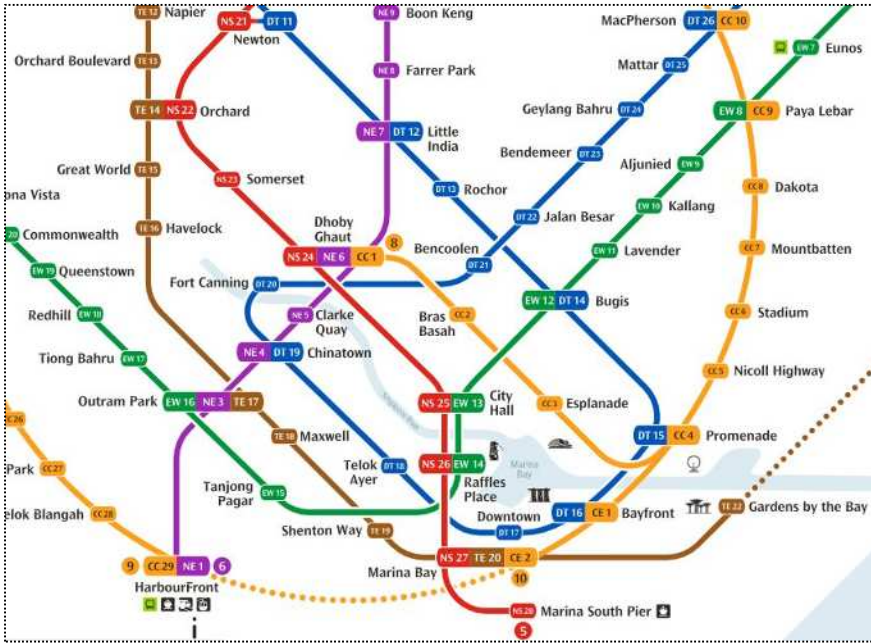 TE 12 Napier
NS 21 DT 11
Newton
NE 9 Boon Keng
MacPherson DT 26 CC 10
EW 7 Eunos
Orchard Boulevard TE 13
NE 8 Farrer Park
Mattar DT 25
TE 14 NS 22 Orchard
Geylang Bahru DT 24
EW 8 CC 9 Paya Lebar
NE 7 DT 12 Little
India
Bendemeer DT 23
Great World TE 15
NS 23 Somerset
Aljunied EW 9
DT 13 Rochor
CC 8 Dakota
ona Vista
EW 10 Kallang
Havelock
TE 16
Dhoby
Ghaut
DT 22 Jalan Besar
20 Commonwealth
8
Bencoolen
DT 21
NS 24 NE 6 CC 1
EW 11 Lavender
CC 7 Mountbatten
EW 19 Queenstown
Fort Canning DT 20
EW 12 DT 14 Bugis
Redhill EW 18
NE 5 Clarke
Quay
Bras
Basah
CC 2
CC 6 Stadium
Tiong Bahru EW 17
NE 4 DT 19 Chinatown
CC 5 Nicoll Highway
Outram Park EW 16 NE 3 TE 17
NS 25 EW 13 City
Hall
CC 3 Esplanade
Singapore River
CC26
TE 18 Maxwell
DT 15 CC 4 Promenade
Park CC27
Telok
Ayer
DT 18
NS 26 EW 14
Raffles
Place
Marina
Bay
Tanjong
Pagar
EW 15
elok Blangah CC28
Shenton Way TE 19
Downtown
DT 17
DT 16 CE 1 Bayfront
TE 22 Gardens by the Bay
9 CC 29 NE 1 6
HarbourFront
Marina Bay
NS 27 TE 20 CE 2
10
NS 28 Marina South Pier
5